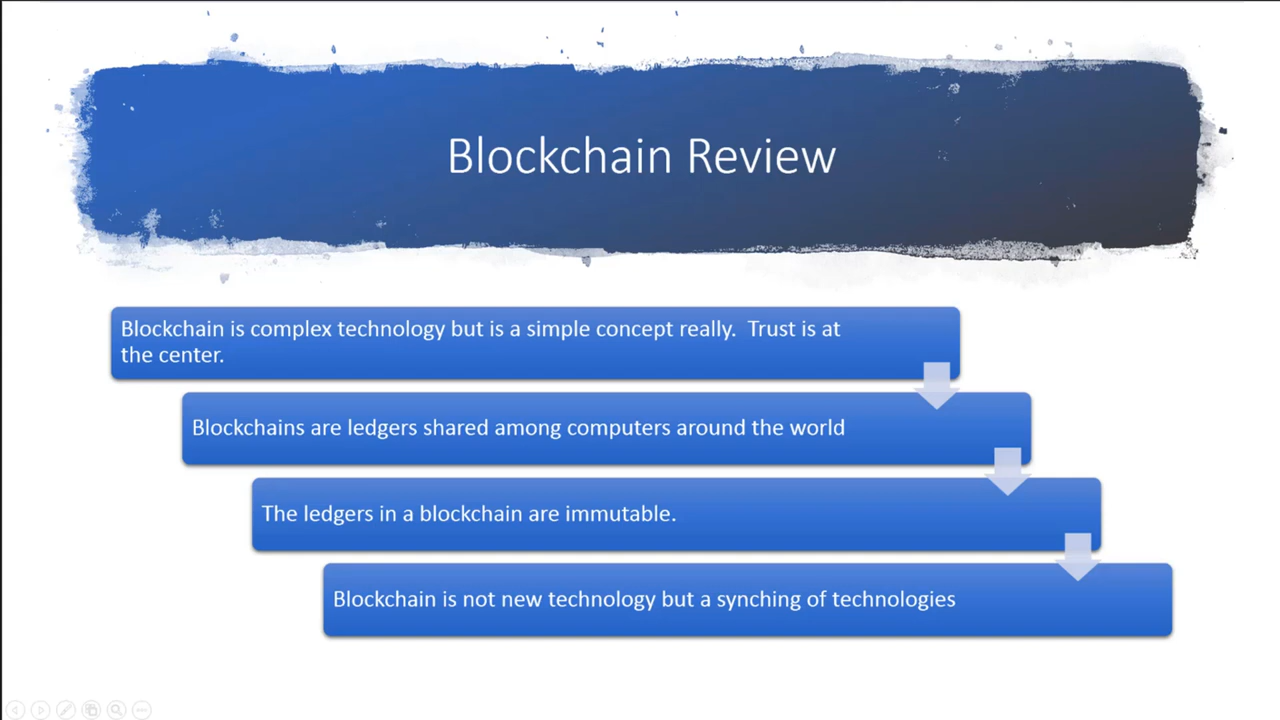 Blockchain Review
Blockchain is complex technology but is a simple concept really.  Trust is at
the center.
Blockchains are ledgers shared among computers around the world
The ledgers in a blockchain are immutable.
Blockchain is not new technology but a synching of technologies